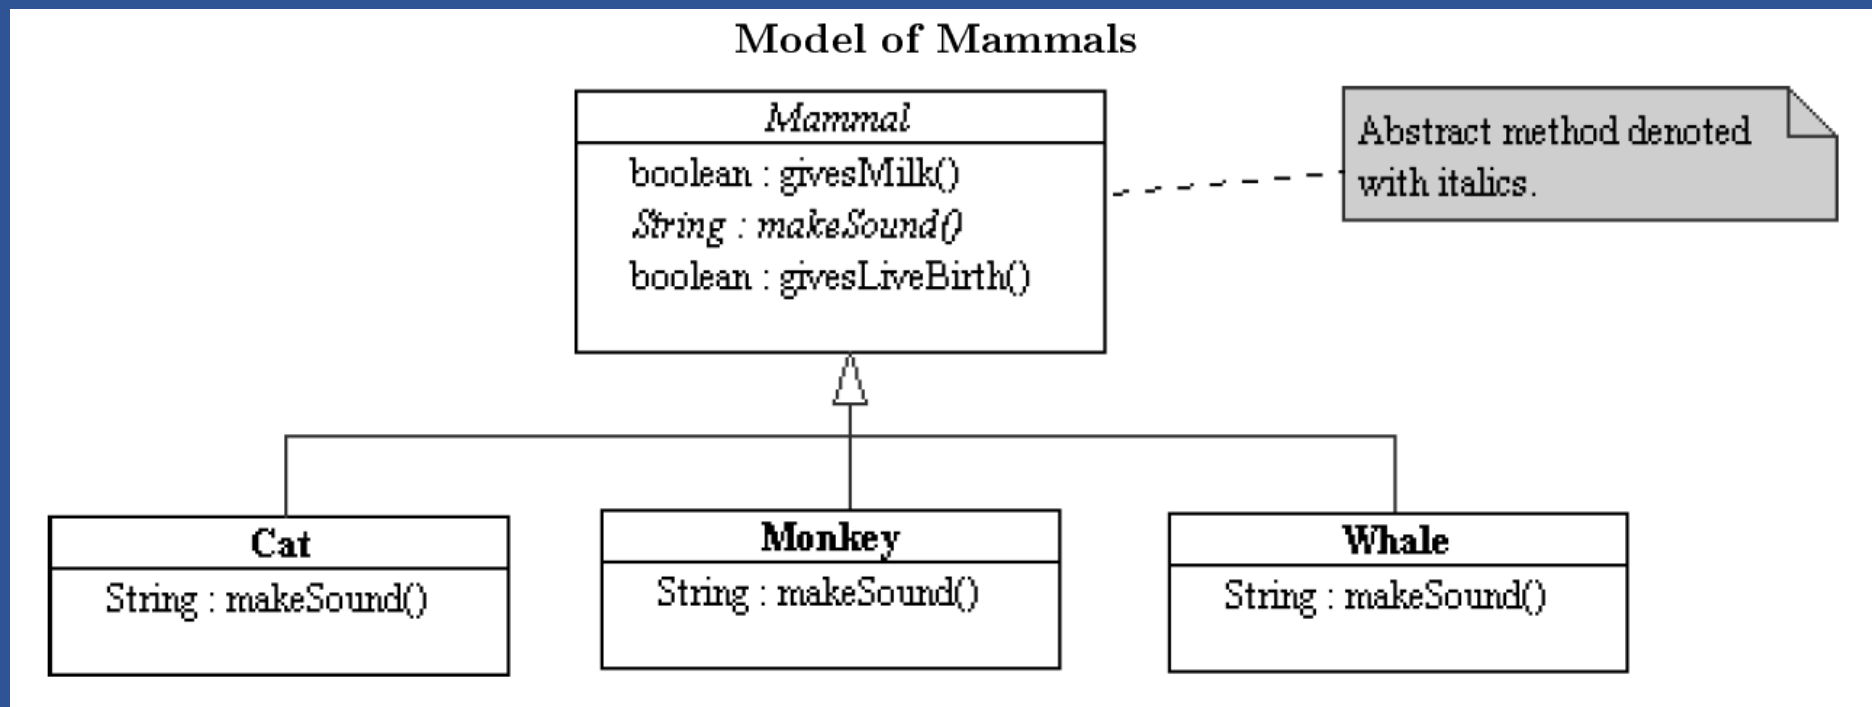 Model of Mammals
Mammal
boolean : givesMilk()
String : makeSound()
boolean : givesLiveBirth()
Abstract method denoted
with italics.
Cat
String : makeSound()
Monkey
String : makeSound()
Whale
String : makeSound()